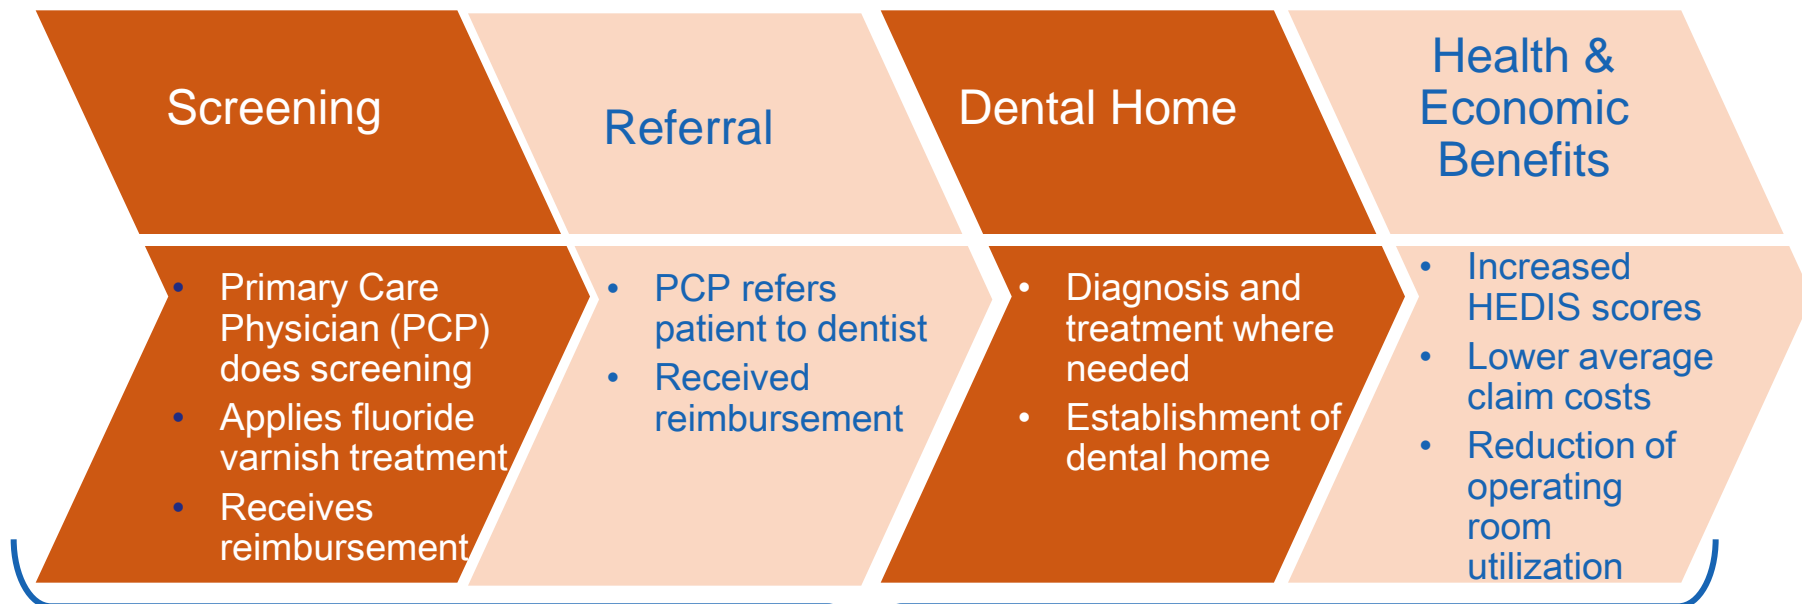 Screening
Referral
Dental Home
Health &
Economic
Benefits
• Primary Care
Physician (PCP)
does screening
• Applies fluoride
varnish treatment
• Receives
reimbursement
• PCP refers
patient to dentist
• Received
reimbursement
• Diagnosis and
treatment where
needed
• Establishment of
dental home
• Increased
HEDIS scores
• Lower average
claim costs
• Reduction of
operating
room
utilization